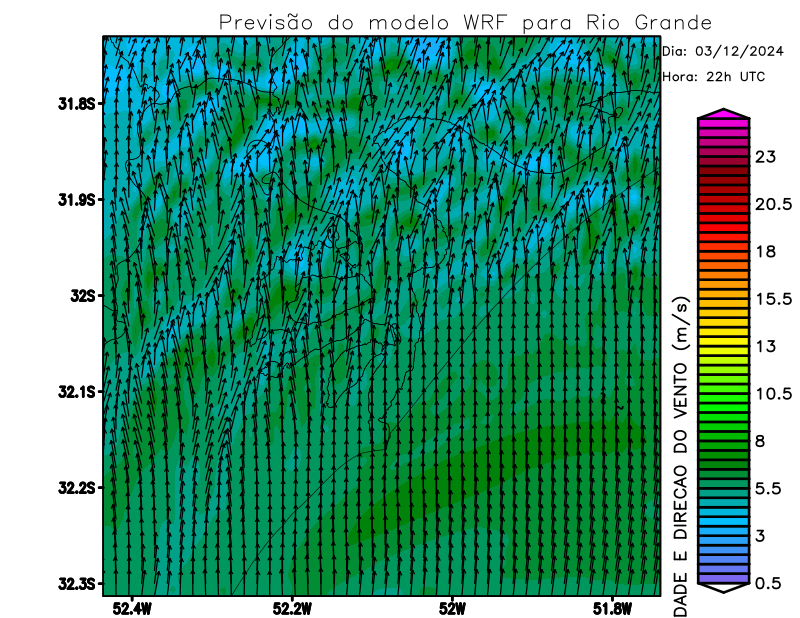 Previsão do modelo WRF para Rio Grande
Dia: 03/12/2024
Hora: 22h UTC
31.8S
31.9S
32S
32.1S
32.2S
32.3S
52.4W
52.2W
52W
51.8W
23
20.5
18
15.5
13
10.5
8
5.5
3
0.5
DADE E DIRECAO DO VENTO (m/s)